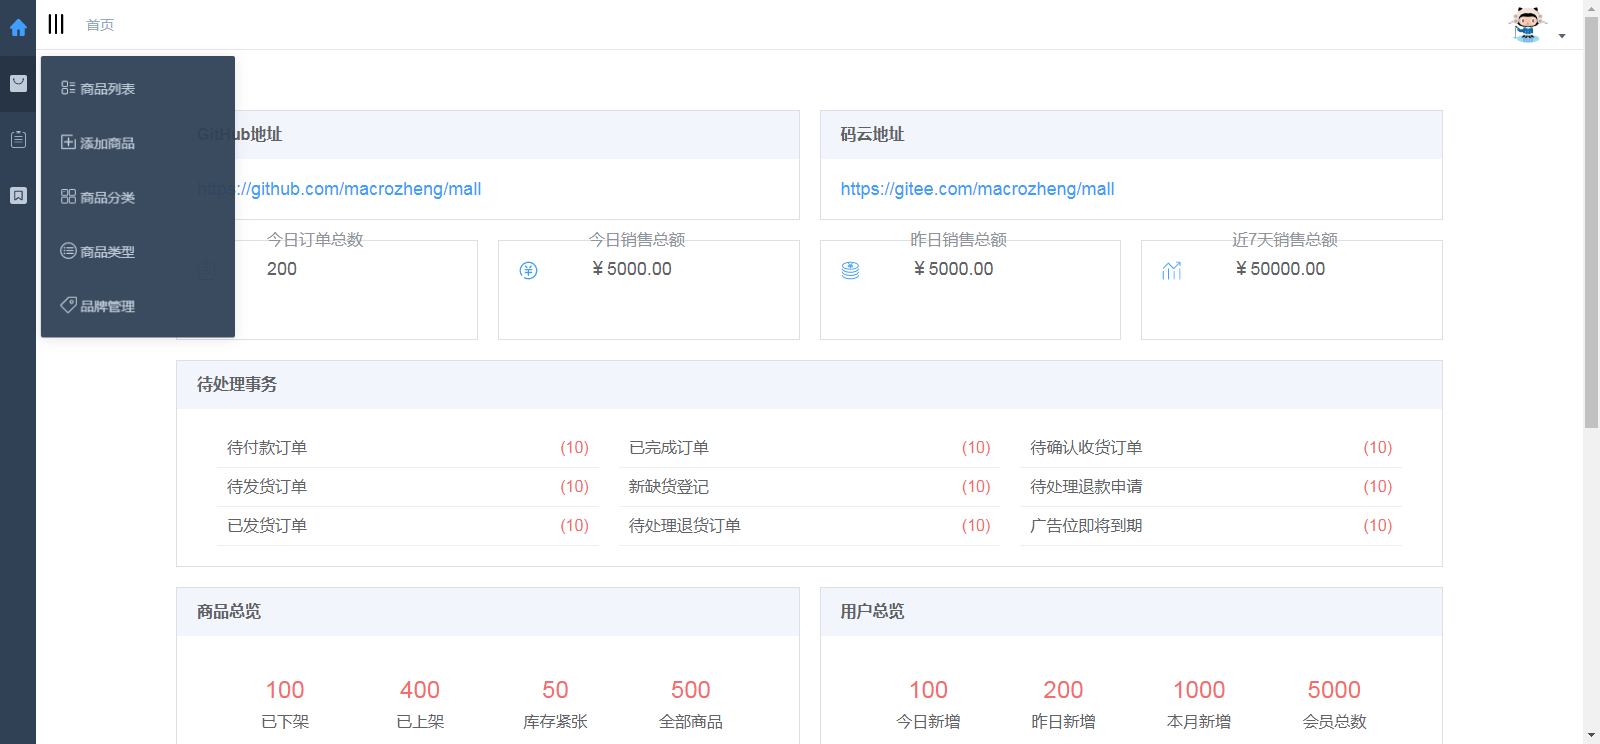 首页
商品列表
添加商品
商品分类
商品类型
品牌管理
GitHub地址
https://github.com/macrozheng/mall
码云地址
https://gitee.com/macrozheng/mall
今日订单总数
200
今日销售总额
￥5000.00
昨日销售总额
￥5000.00
近7天销售总额
￥50000.00
待处理事务
待付款订单 (10) 已完成订单 (10) 待确认收货订单 (10)
待发货订单 (10) 新缺货登记 (10) 待处理退款申请 (10)
已发货订单 (10) 待处理退货订单 (10) 广告位即将到期 (10)
商品总览
100 400 50 500
已下架 已上架 库存紧张 全部商品
用户总览
100 200 1000 5000
今日新增 昨日新增 本月新增 会员总数